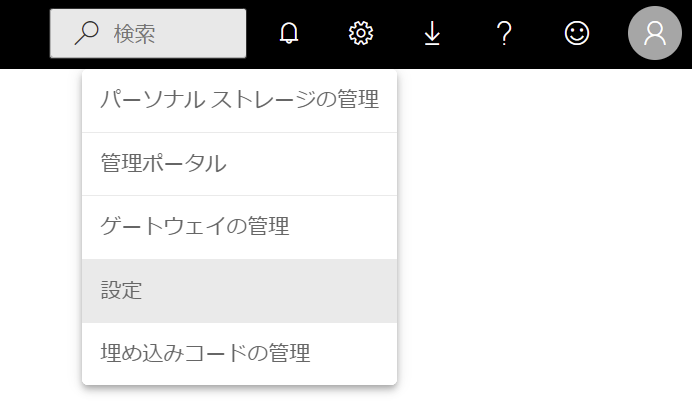 検索
パーソナル ストレージの管理
管理ポータル
ゲートウェイの管理
設定
埋め込みコードの管理